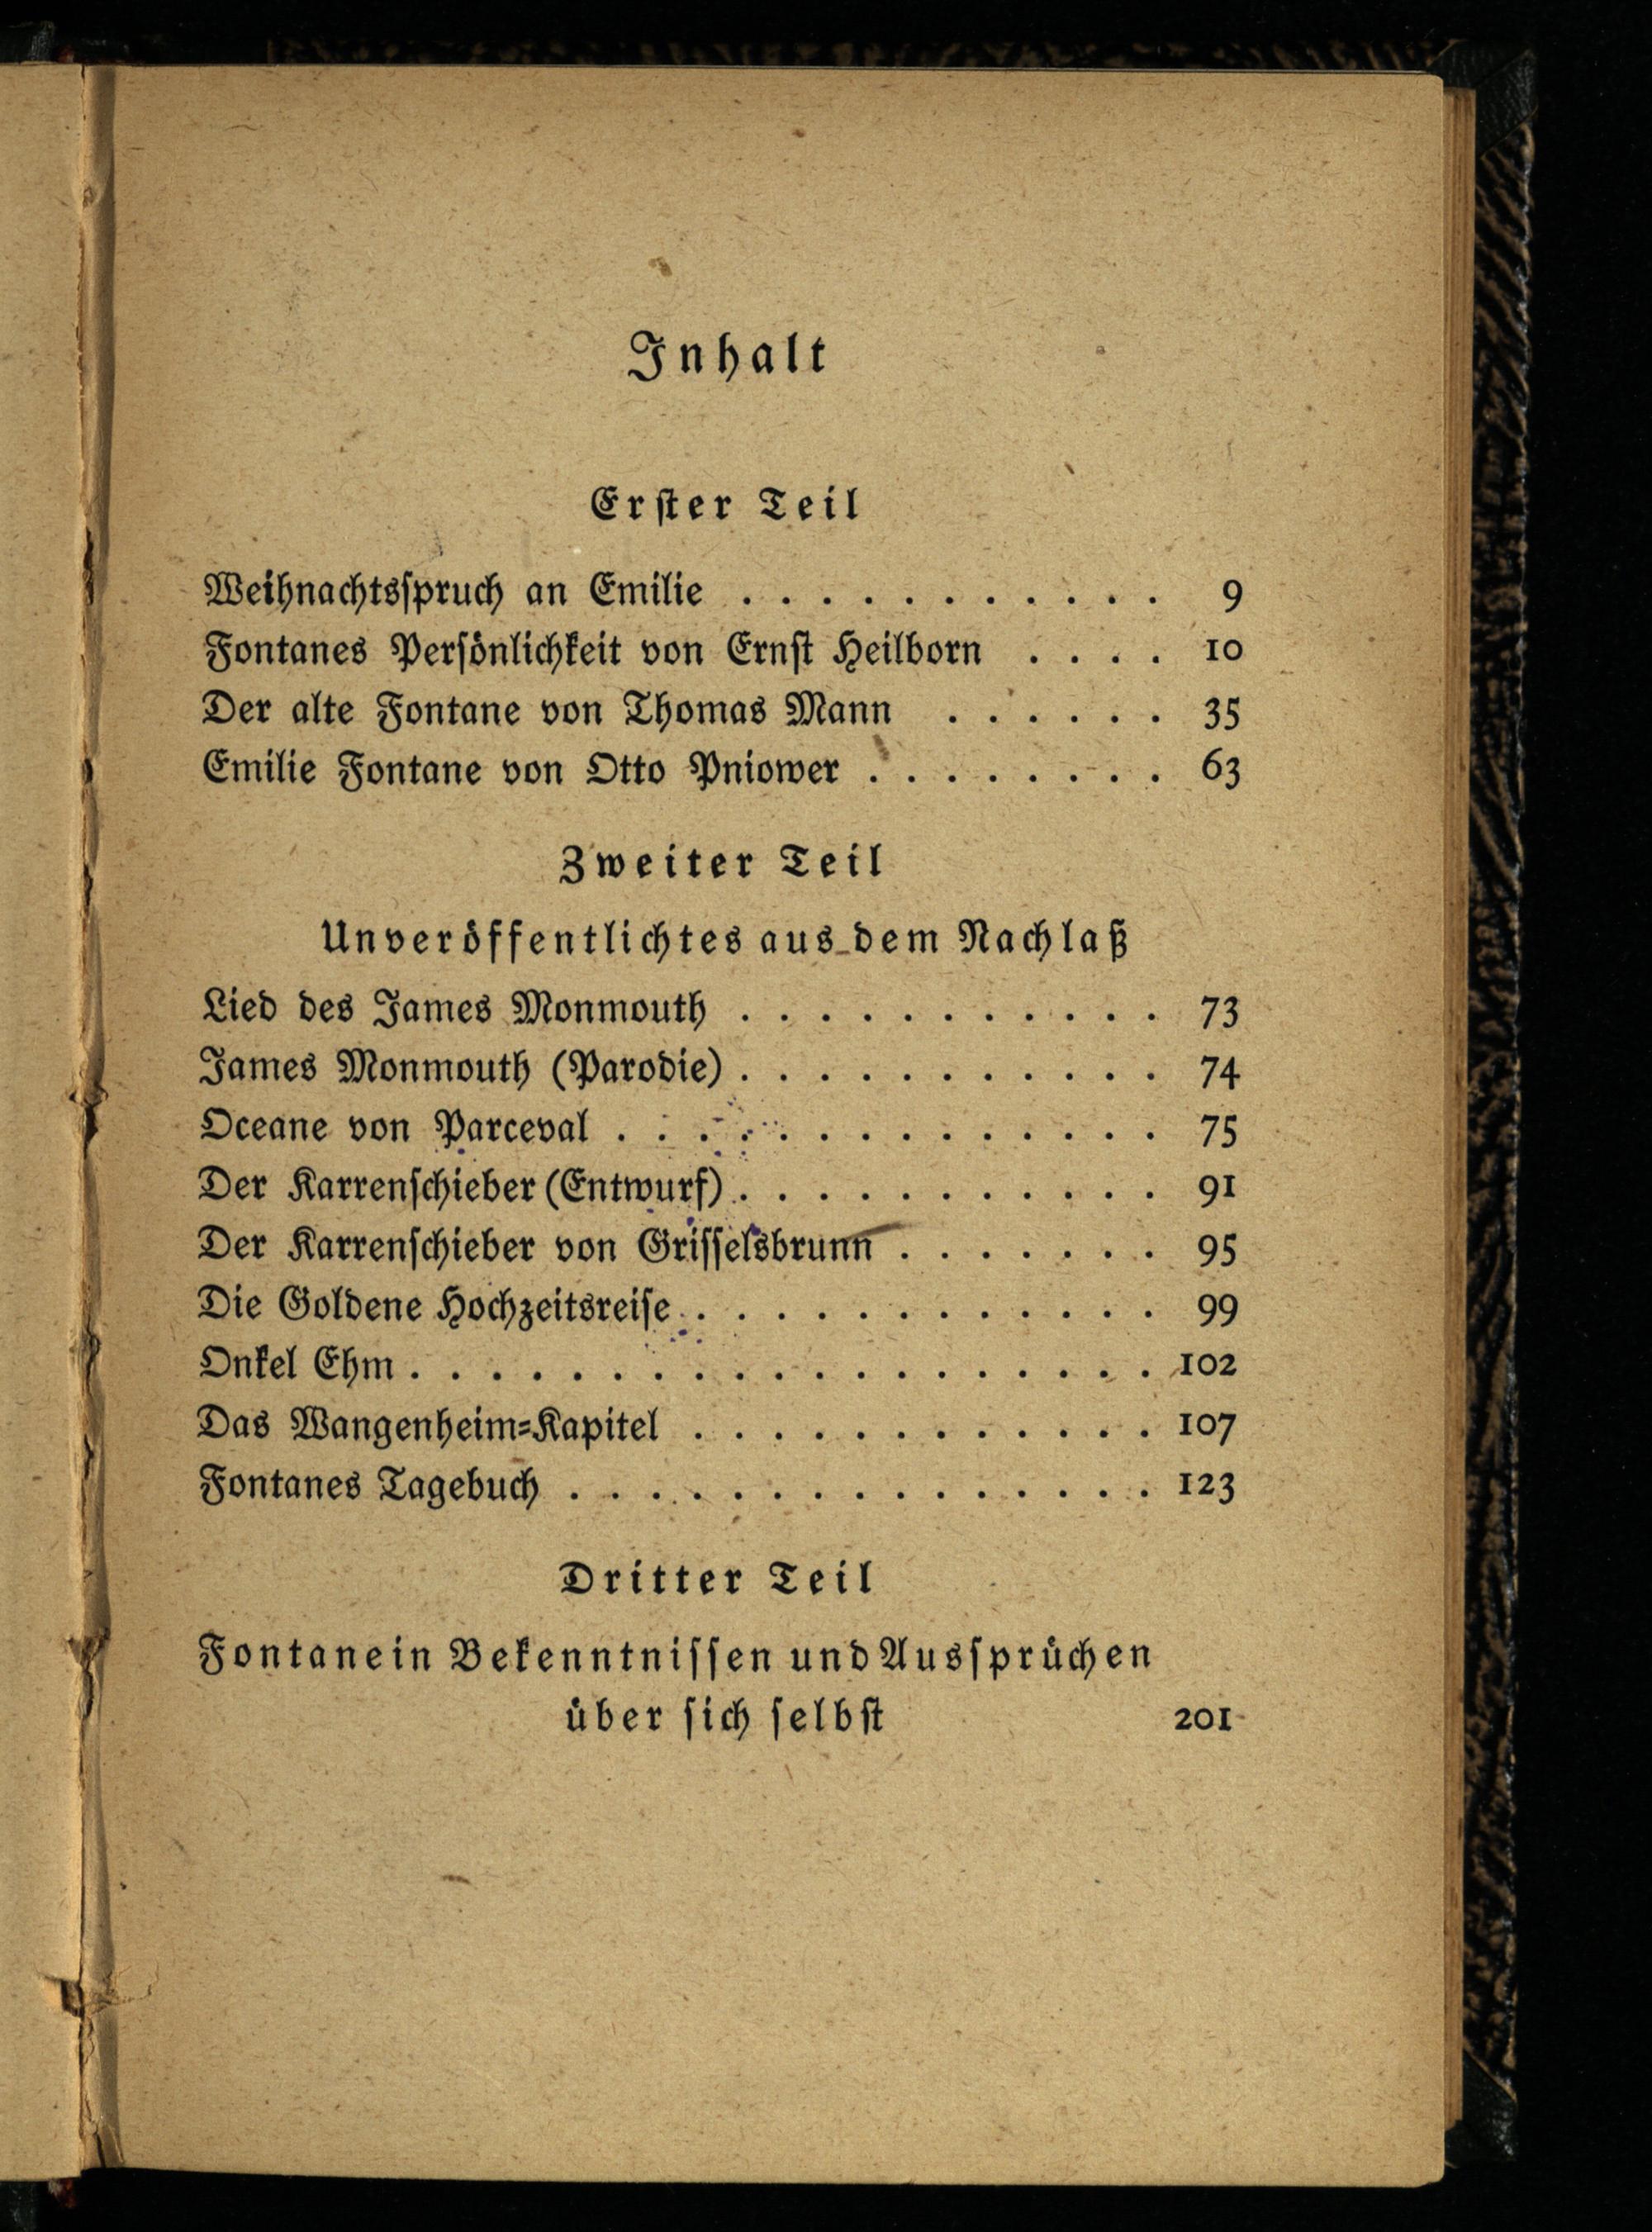 Inhalt
Erster Teil
Weihnachtsspruch an Emilie . . . . . . . . . . . 9
Fontanes Persönlichkeit von Ernst Heilborn . . . . 10
Der alte Fontane von Thomas Mann . . . . . . 35
Emilie Fontane von Otto Pniower . . . . . . . . 63
Zweiter Teil
Unveröffentlichtes aus dem Nachlaß
Lied des James Monmouth . . . . . . . . . . . 73
James Monmouth (Parodie) . . . . . . . . . . . 74
Oceane von Parceval . . . . . . . . . . . . . . 75
Der Karrenschieber (Entwurf) . . . . . . . . . . . 91
Der Karrenschieber von Grisselsbrunn . . . . . . . 95
Die Goldene Hochzeitsreise . . . . . . . . . . . . 99
Onkel Ehm . . . . . . . . . . . . . . . . . . . 102
Das Wangenheim-Kapitel . . . . . . . . . . . . 107
Fontanes Tagebuch . . . . . . . . . . . . . . . 123
Dritter Teil
Fontane in Bekenntnissen und Aussprüchen
über sich selbst 201